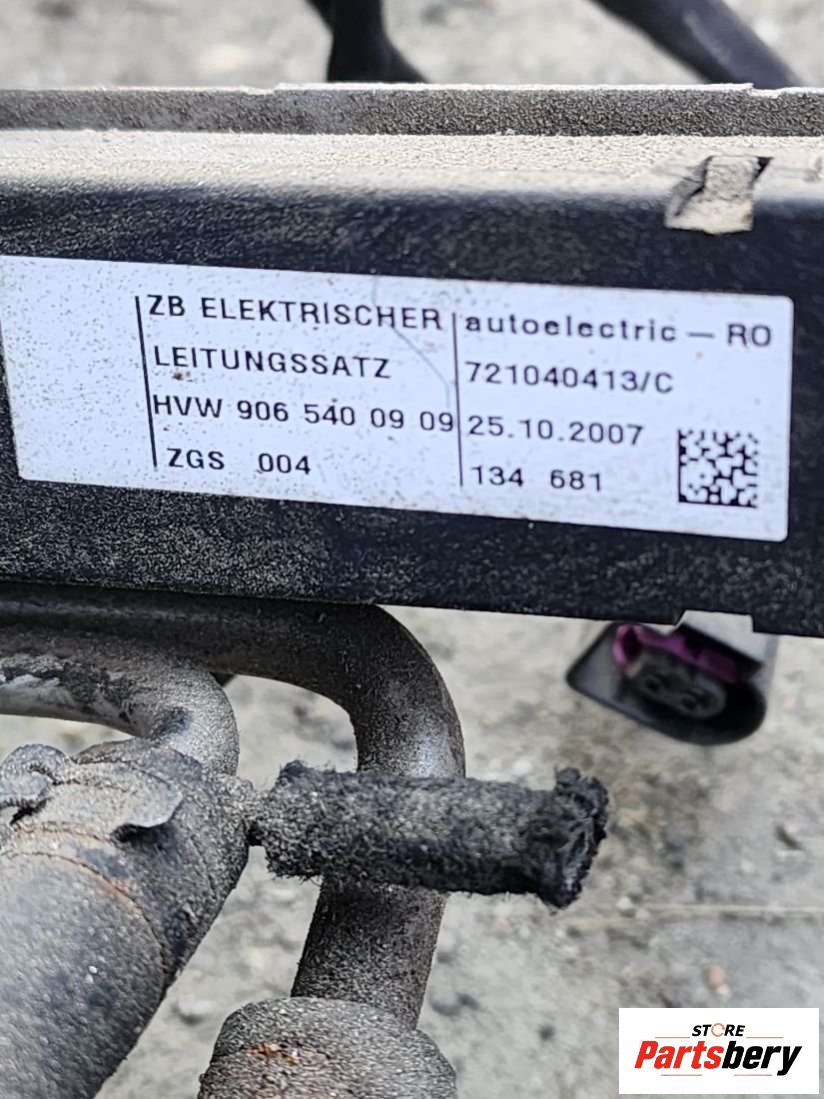 ZB ELEKTRISCHER
LEITUNGSSATZ
HVW 906 540 09 09
ZGS 004
autoelectric – RO
721040413/C
25.10.2007
134 681
STORE
Partsbery